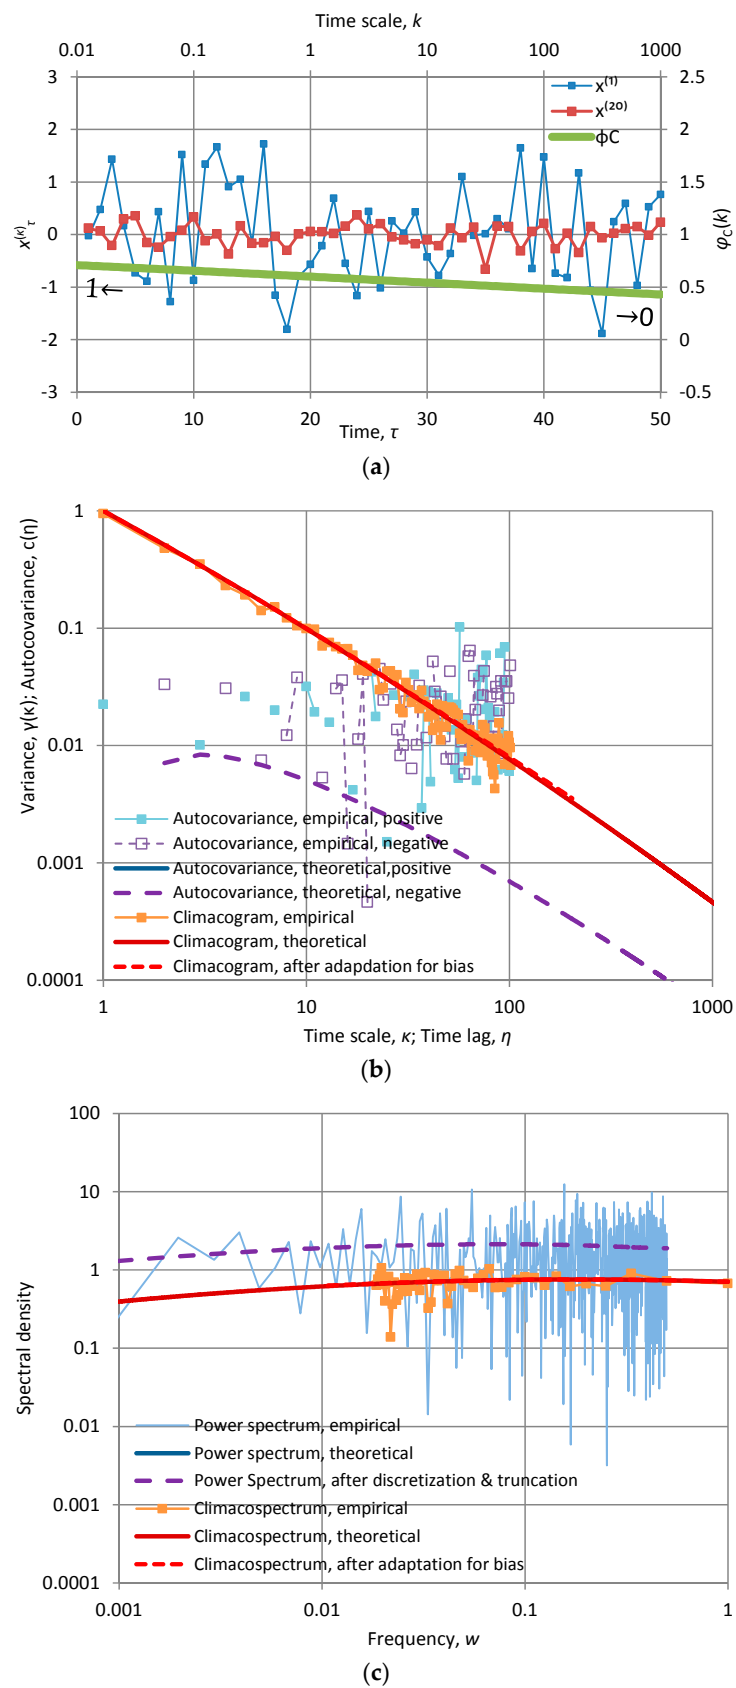 Time scale, k
0.01 0.1 1 10 100 1000
3 2.5
x(1)
x(20)
φC
2 2
1 1.5
0 1
-1 0.5
-2 0
-3 -0.5
x(k)τ
φC(k)
1←
→0
0 10 20 30 40 50
Time, τ
(a)
1
0.1
0.01
0.001
0.0001
Variance, γ(κ); Autocovariance, c(η)
Autocovariance, empirical, positive
Autocovariance, empirical, negative
Autocovariance, theoretical,positive
Autocovariance, theoretical, negative
Climacogram, empirical
Climacogram, theoretical
Climacogram, after adapdation for bias
1 10 100 1000
Time scale, κ; Time lag, η
(b)
100
10
1
0.1
0.01
0.001
0.0001
Spectral density
Power spectrum, empirical
Power spectrum, theoretical
Power Spectrum, after discretization & truncation
Climacospectrum, empirical
Climacospectrum, theoretical
Climacospectrum, after adaptation for bias
0.001 0.01 0.1 1
Frequency, w
(c)